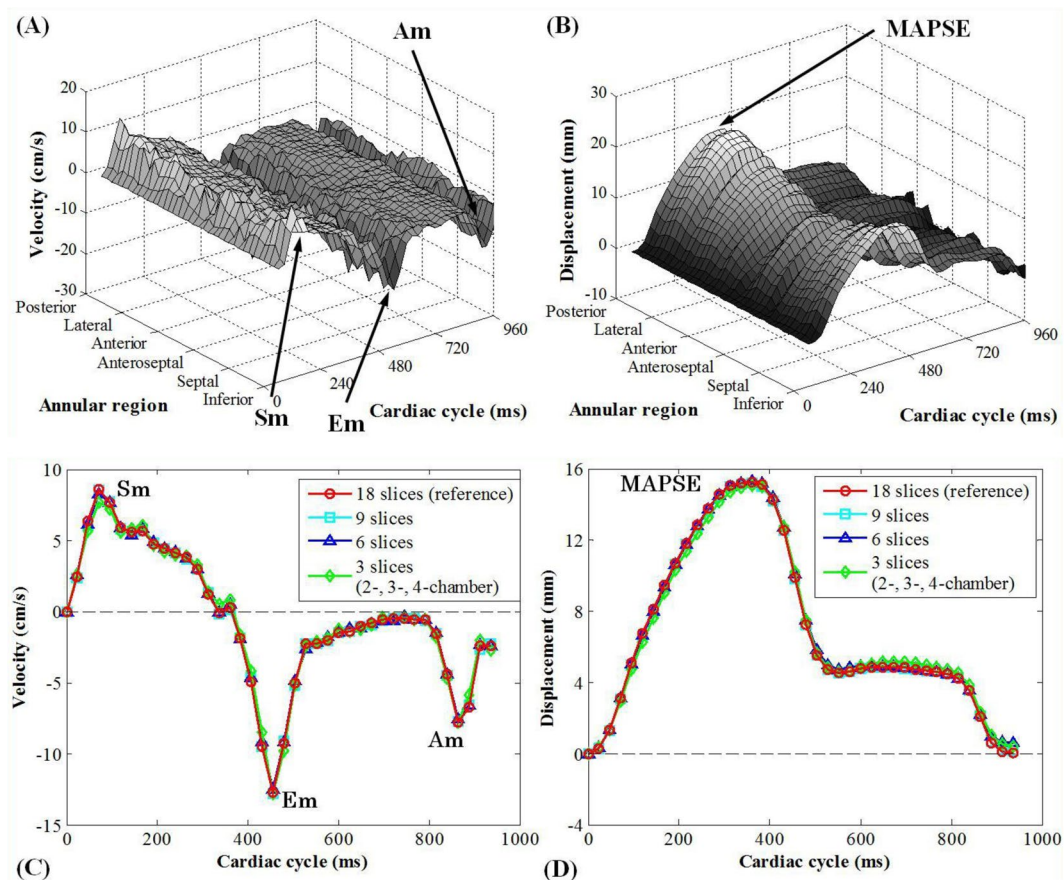 (A)
Am
20
10
0
-10
-20
-30
Velocity (cm/s)
Posterior
Lateral
Anterior
Anteroseptal
Septal
Inferior
Annular region
0
240
480
720
960
Cardiac cycle (ms)
Sm
Em
(B)
MAPSE
30
20
10
0
-10
Displacement (mm)
Posterior
Lateral
Anterior
Anteroseptal
Septal
Inferior
Annular region
0
240
480
720
960
Cardiac cycle (ms)
10
5
0
-5
-10
-15
Velocity (cm/s)
Sm
18 slices (reference)
9 slices
6 slices
3 slices
(2-, 3-, 4-chamber)
Am
Em
0
200
400
600
800
1000
Cardiac cycle (ms)
(C)
16
12
8
4
0
-4
Displacement (mm)
MAPSE
18 slices (reference)
9 slices
6 slices
3 slices
(2-, 3-, 4-chamber)
0
200
400
600
800
1000
Cardiac cycle (ms)
(D)